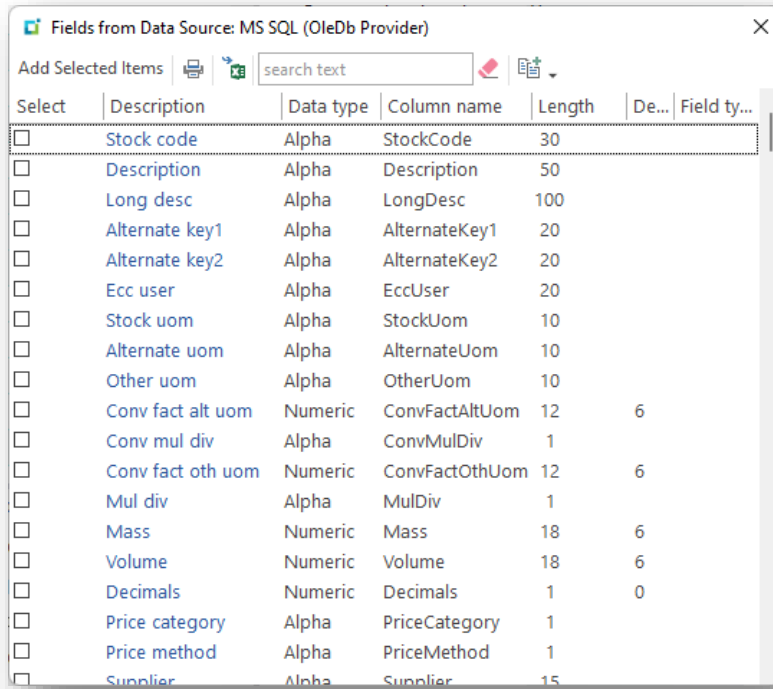 Fields from Data Source: MS SQL (OleDb Provider)
Add Selected Items search text
Select Description Data type Column name Length De... Field ty...
Stock code Alpha StockCode 30
Description Alpha Description 50
Long desc Alpha LongDesc 100
Alternate key1 Alpha AlternateKey1 20
Alternate key2 Alpha AlternateKey2 20
Ecc user Alpha EccUser 20
Stock uom Alpha StockUom 10
Alternate uom Alpha AlternateUom 10
Other uom Alpha OtherUom 10
Conv fact alt uom Numeric ConvFactAltUom 12 6
Conv mul div Alpha ConvMulDiv 1
Conv fact oth uom Numeric ConvFactOthUom 12 6
Mul div Alpha MulDiv 1
Mass Numeric Mass 18 6
Volume Numeric Volume 18 6
Decimals Numeric Decimals 1 0
Price category Alpha PriceCategory 1
Price method Alpha PriceMethod 1
Supplier Alpha Supplier 15